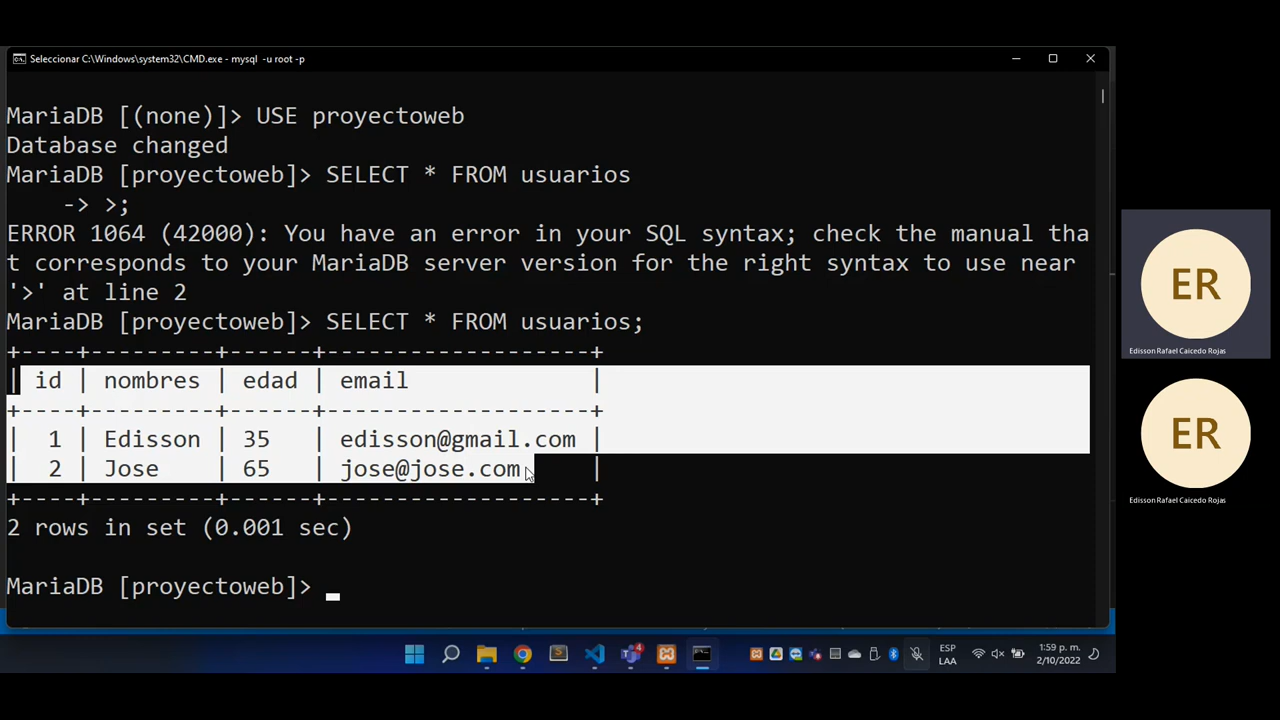 Seleccionar C:\Windows\system32\CMD.exe - mysql -u root -p
MariaDB [(none)]> USE proyectoweb
Database changed
MariaDB [proyectoweb]> SELECT * FROM usuarios
    -> >;
ERROR 1064 (42000): You have an error in your SQL syntax; check the manual tha
t corresponds to your MariaDB server version for the right syntax to use near
'>' at line 2
MariaDB [proyectoweb]> SELECT * FROM usuarios;
+----+---------+------+-------------------+
| id | nombres | edad | email             |
+----+---------+------+-------------------+
|  1 | Edisson | 35   | edisson@gmail.com |
|  2 | Jose    | 65   | jose@jose.com     |
+----+---------+------+-------------------+
2 rows in set (0.001 sec)
MariaDB [proyectoweb]>
ER
Edisson Rafael Caicedo Rojas
ER
Edisson Rafael Caicedo Rojas
4
ESP
LAA
1:59 p. m.
2/10/2022